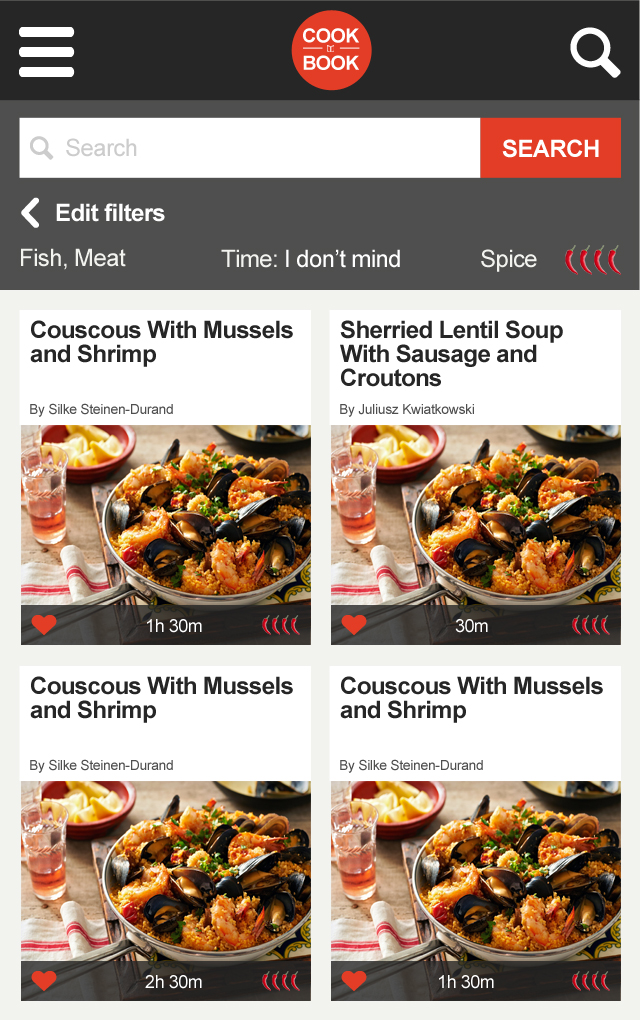 COOK
BY
BOOK
Search
SEARCH
Edit filters
Fish, Meat
Time: I don’t mind
Spice
Couscous With Mussels
and Shrimp
By Silke Steinen-Durand
1h 30m
Sherried Lentil Soup
With Sausage and
Croutons
By Juliusz Kwiatkowski
30m
Couscous With Mussels
and Shrimp
By Silke Steinen-Durand
2h 30m
Couscous With Mussels
and Shrimp
By Silke Steinen-Durand
1h 30m